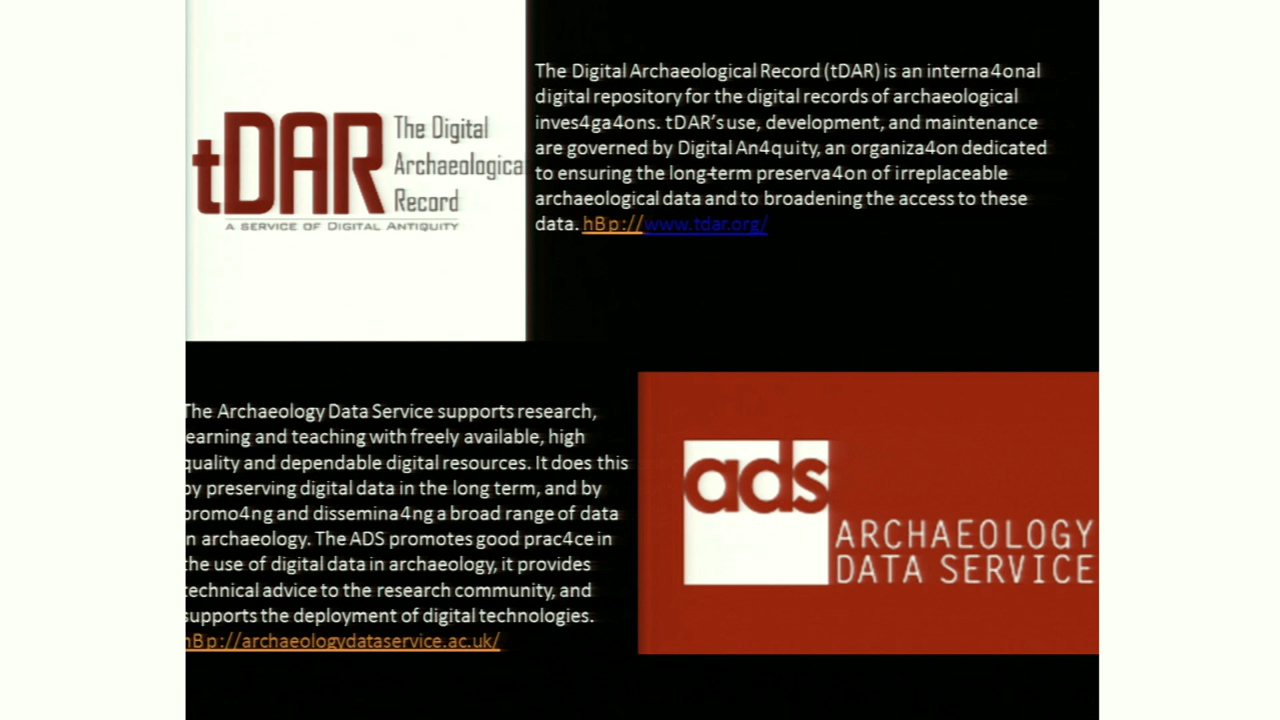 tDAR
The Digital
Archaeologica
Record
A SERVICE OF DIGITAL ANTIQUITY
The Digital Archaeological Record (tDAR) is an interna4onal
digital repository for the digital records of archaeological
inves4ga4ons. tDAR's use, development, and maintenance
are governed by Digital An4quity, an organiza4on dedicated
to ensuring the long-term preserva4on of irreplaceable
archaeological data and to broadening the access to these
data. hBp://www.tdar.org/
The Archaeology Data Service supports research,
learning and teaching with freely available, high
quality and dependable digital resources. It does this
by preserving digital data in the long term, and by
promo4ng and dissemina4ng a broad range of data
in archaeology. The ADS promotes good prac4ce in
the use of digital data in archaeology, it provides
technical advice to the research community, and
supports the deployment of digital technologies.
hBp://archaeologydataservice.ac.uk/
ads
ARCHAEOLOGY
DATA SERVICE